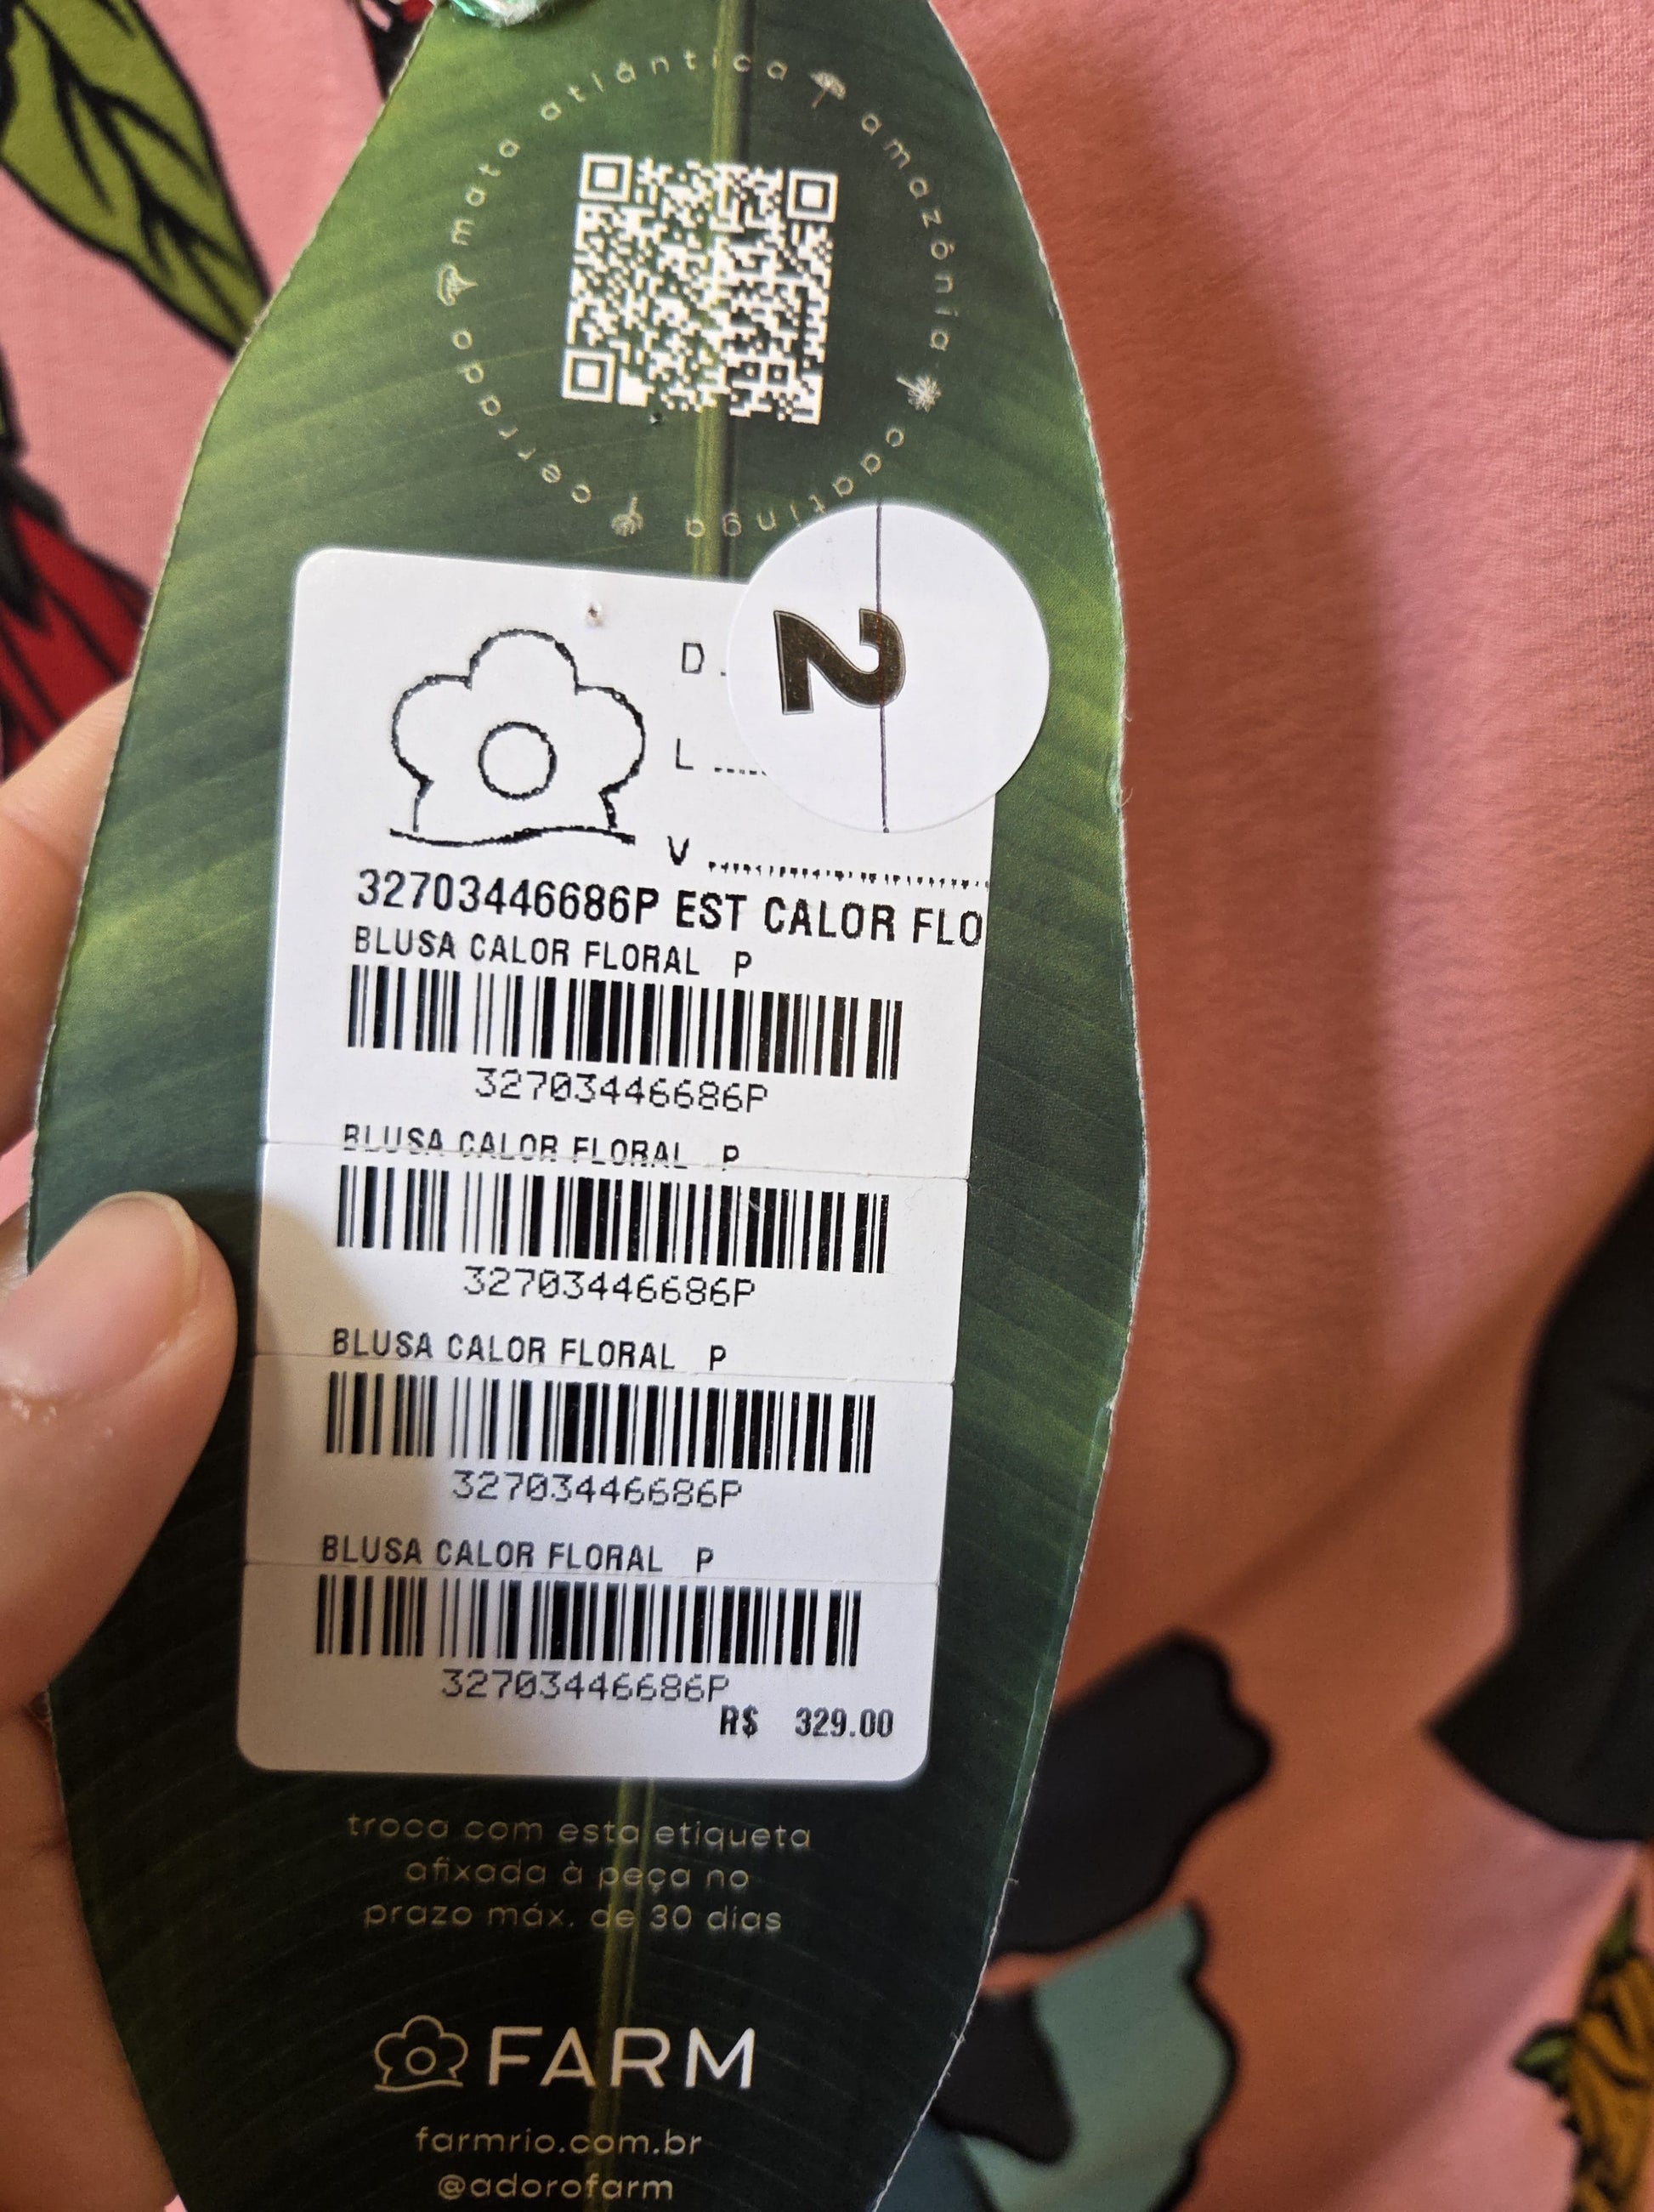 mata atlântica amazônia caatinga cerrado
2
D.
L .....
V ..............................
32703446686P EST CALOR FLO
BLUSA CALOR FLORAL P
32703446686P
BLUSA CALOR FLORAL P
32703446686P
BLUSA CALOR FLORAL P
32703446686P
BLUSA CALOR FLORAL P
32703446686P
R$ 329.00
troca com esta etiqueta
afixada à peça no
prazo máx. de 30 dias
FARM
farmrio.com.br
@adorofarm